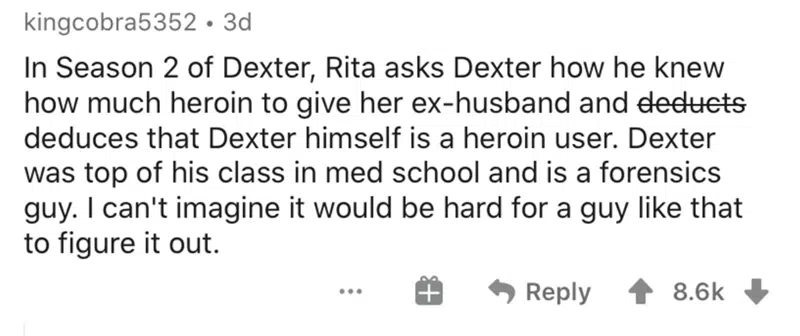 kingcobra5352 • 3d
In Season 2 of Dexter, Rita asks Dexter how he knew
how much heroin to give her ex-husband and deducts
deduces that Dexter himself is a heroin user. Dexter
was top of his class in med school and is a forensics
guy. I can't imagine it would be hard for a guy like that
to figure it out.
... Reply 8.6k